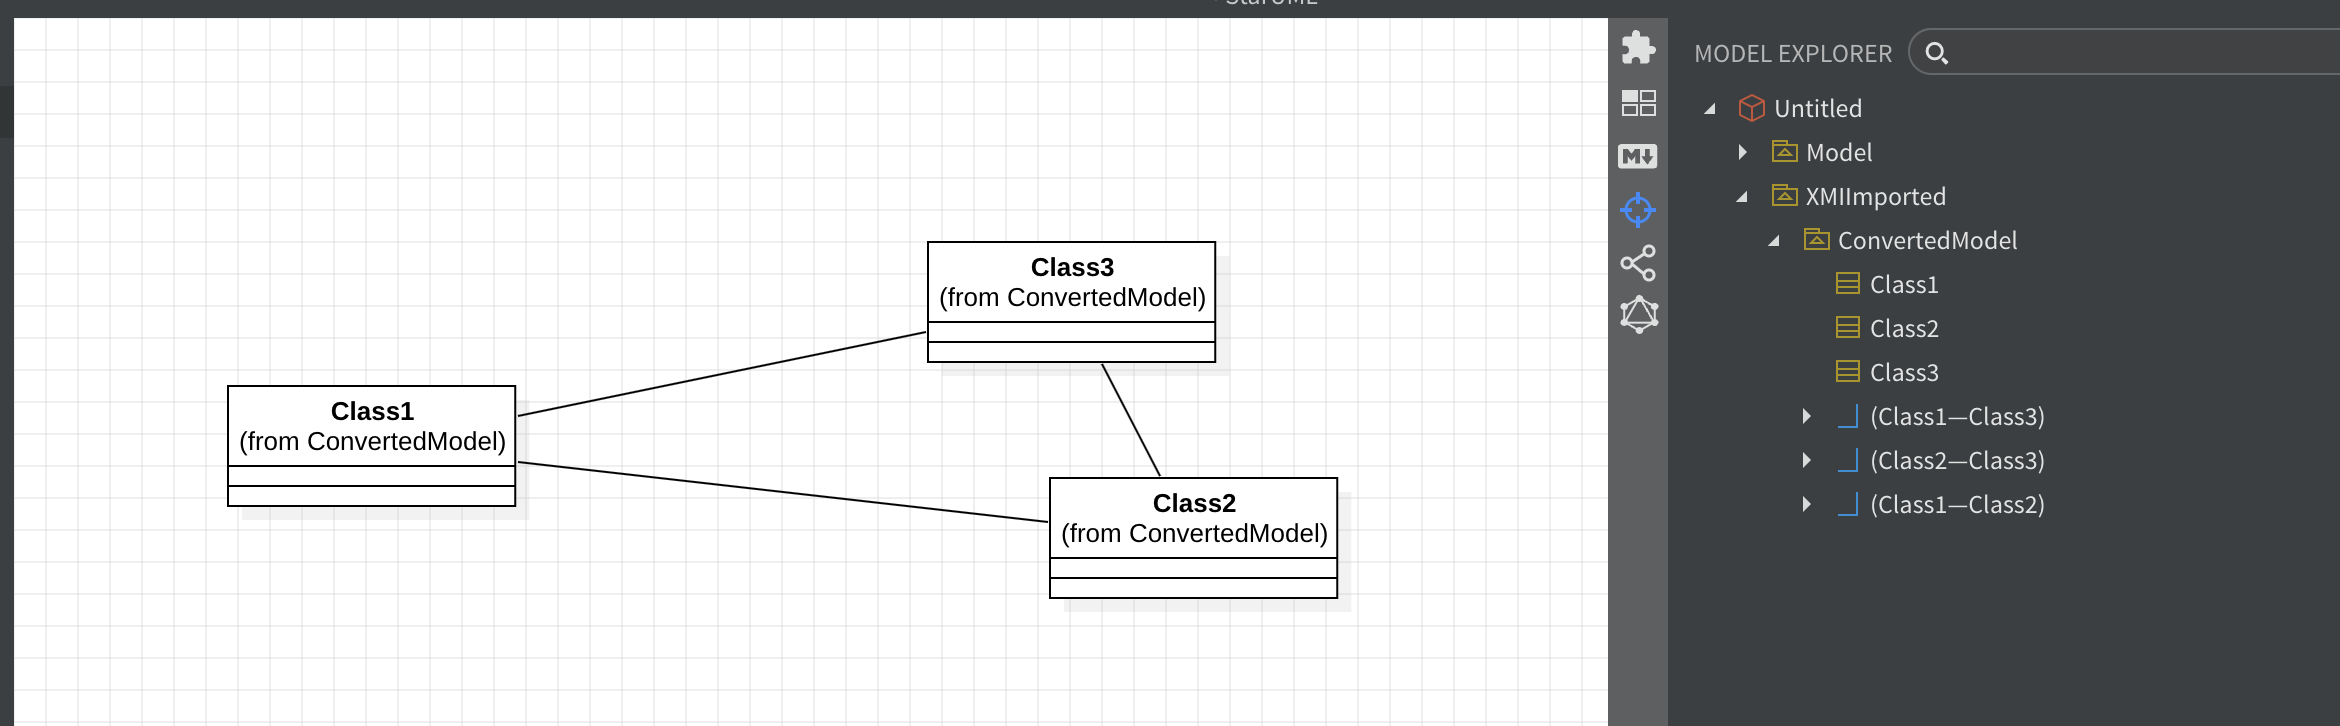 StarUML
Class3
(from ConvertedModel)
Class1
(from ConvertedModel)
Class2
(from ConvertedModel)
M
MODEL EXPLORER
Untitled
Model
XMIImported
ConvertedModel
Class1
Class2
Class3
(Class1—Class3)
(Class2—Class3)
(Class1—Class2)